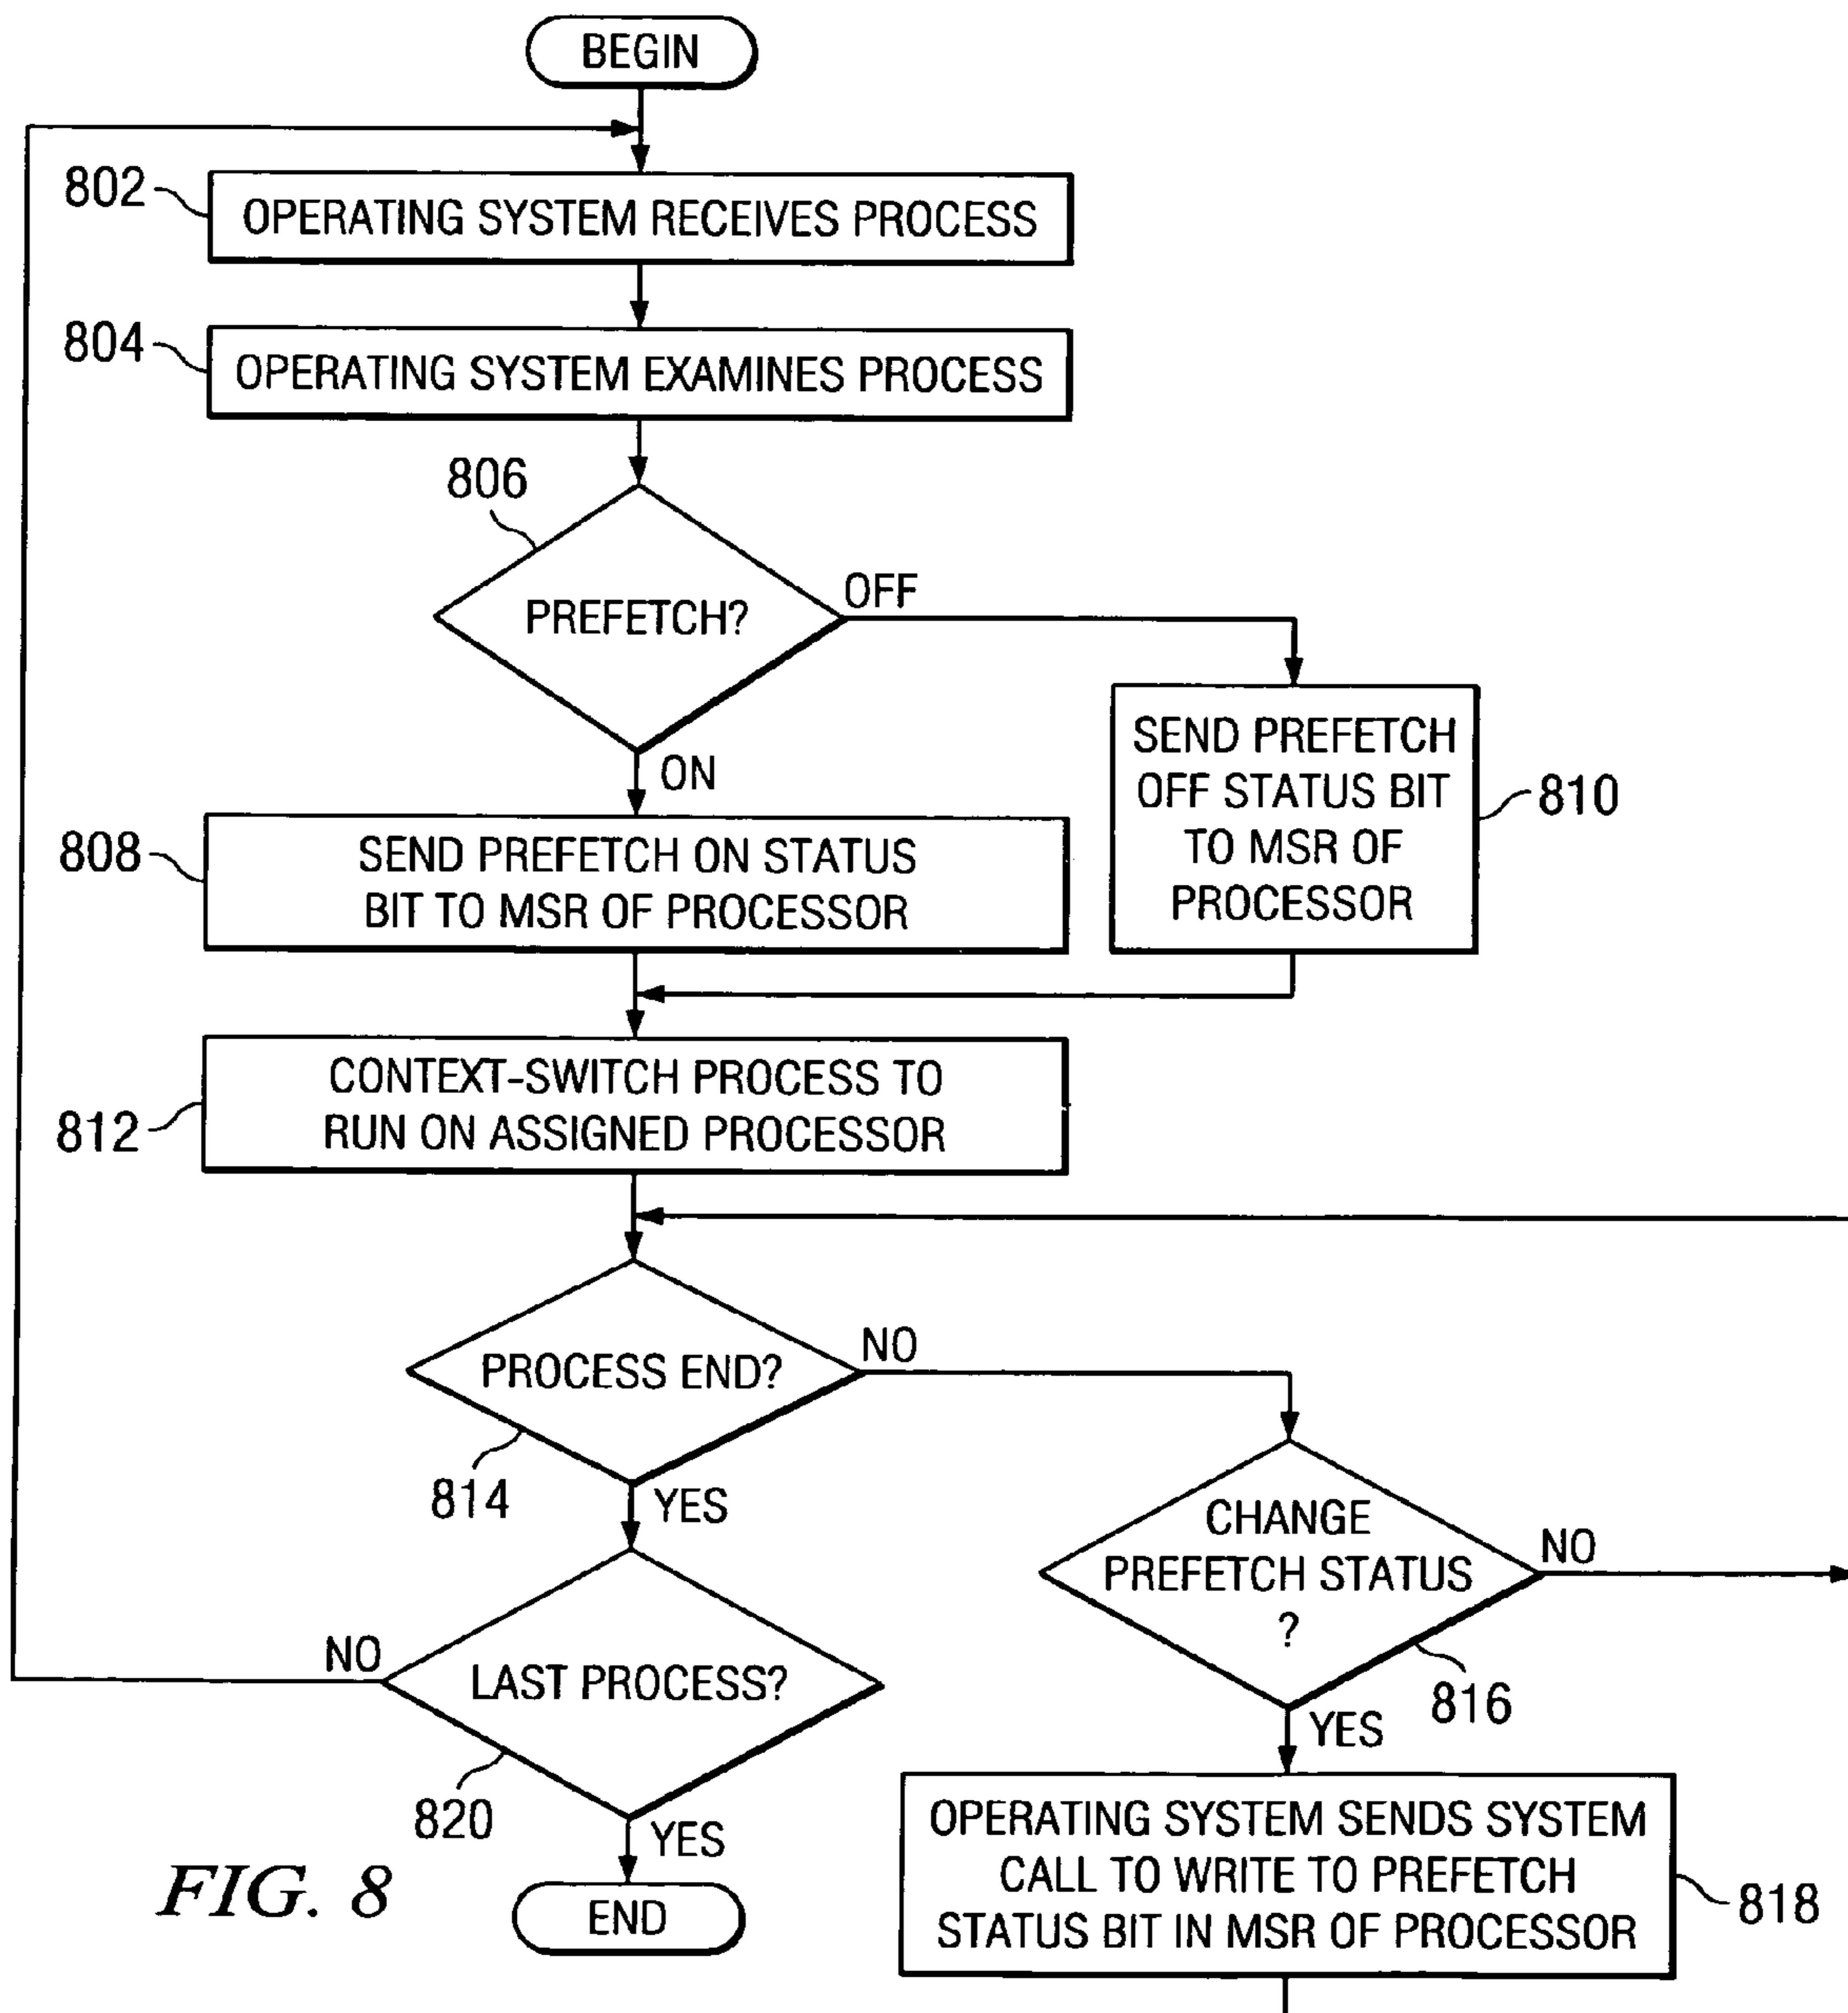 BEGIN
802
OPERATING SYSTEM RECEIVES PROCESS
804
OPERATING SYSTEM EXAMINES PROCESS
806
PREFETCH?
OFF
ON
SEND PREFETCH
OFF STATUS BIT
TO MSR OF
PROCESSOR
810
808
SEND PREFETCH ON STATUS
BIT TO MSR OF PROCESSOR
812
CONTEXT-SWITCH PROCESS TO
RUN ON ASSIGNED PROCESSOR
PROCESS END?
NO
814
YES
CHANGE
PREFETCH STATUS
?
NO
816
YES
NO
LAST PROCESS?
820
YES
OPERATING SYSTEM SENDS SYSTEM
CALL TO WRITE TO PREFETCH
STATUS BIT IN MSR OF PROCESSOR
818
END
FIG. 8